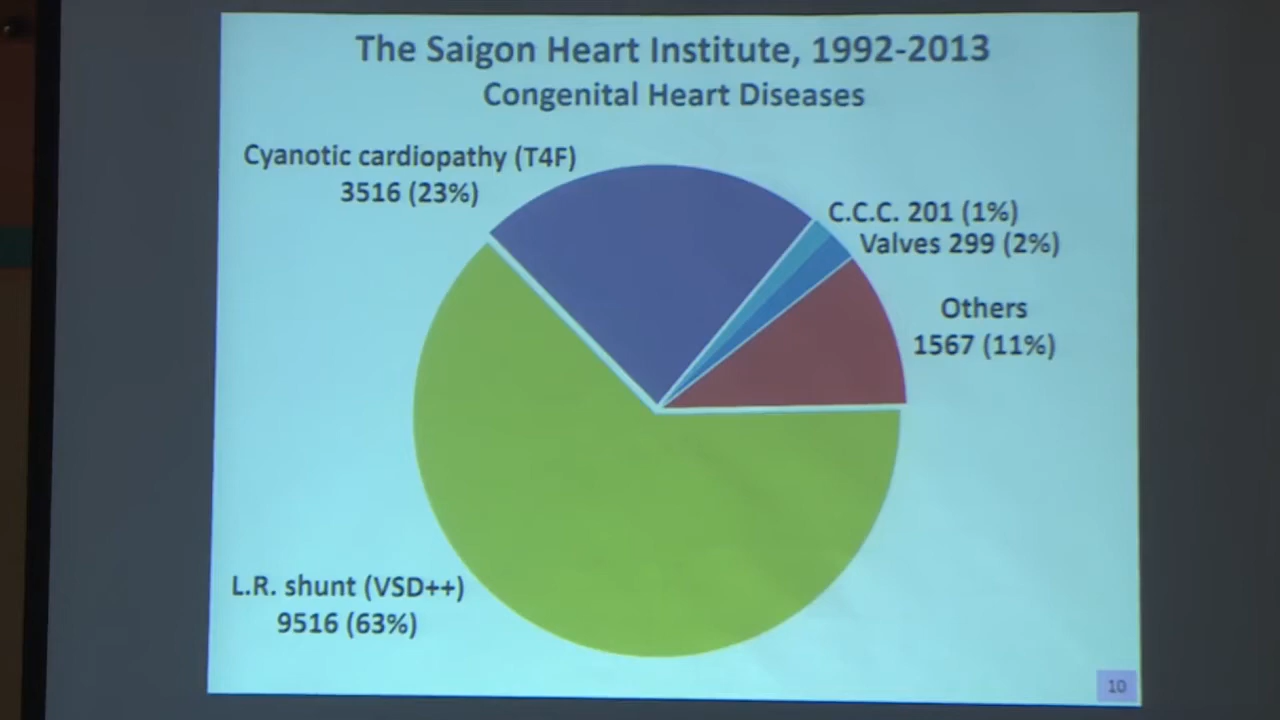 The Saigon Heart Institute, 1992-2013
Congenital Heart Diseases
Cyanotic cardiopathy (T4F)
3516 (23%)
C.C.C. 201 (1%)
Valves 299 (2%)
Others
1567 (11%)
L.R. shunt (VSD++)
9516 (63%)
10